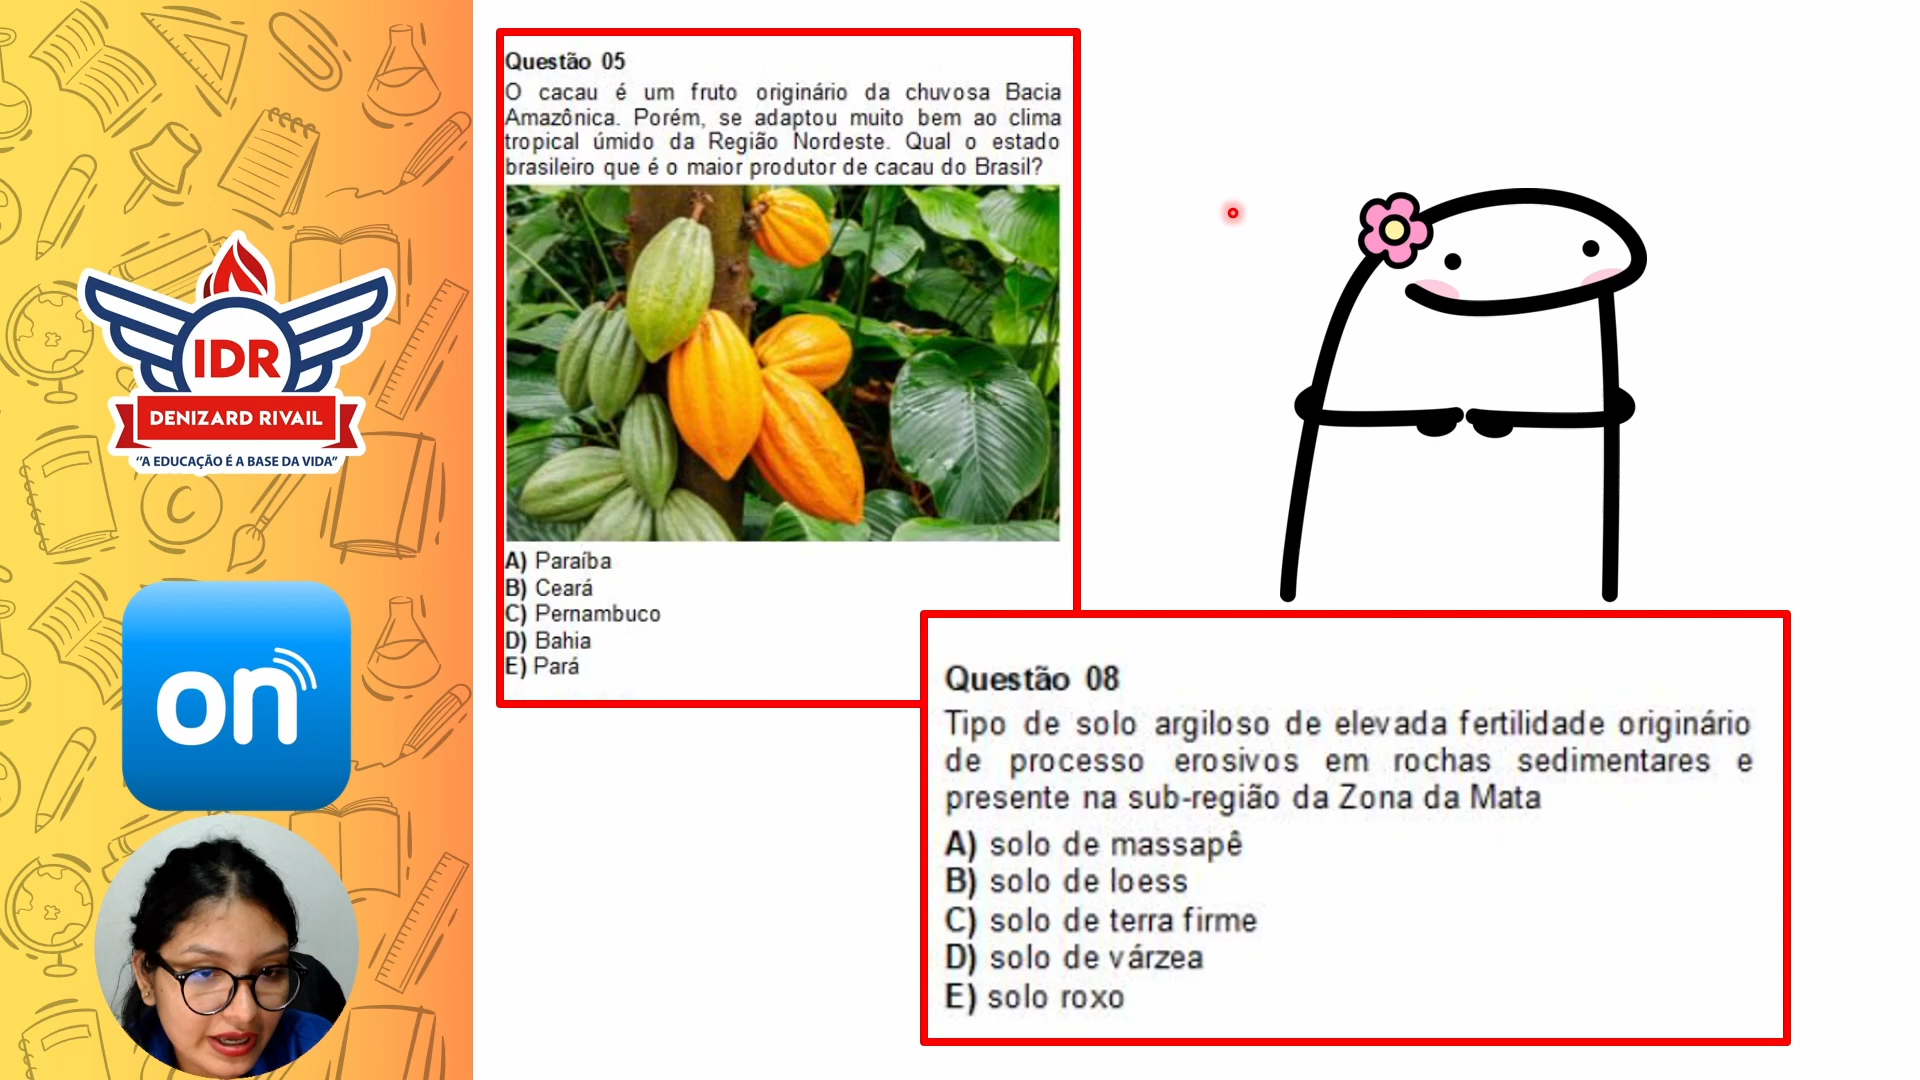 IDR
DENIZARD RIVAIL
"A EDUCAÇÃO É A BASE DA VIDA"
on
Questão 05
O cacau é um fruto originário da chuvosa Bacia
Amazônica. Porém, se adaptou muito bem ao clima
tropical úmido da Região Nordeste. Qual o estado
brasileiro que é o maior produtor de cacau do Brasil?
A) Paraíba
B) Ceará
C) Pernambuco
D) Bahia
E) Pará
Questão 08
Tipo de solo argiloso de elevada fertilidade originário
de processo erosivos em rochas sedimentares e
presente na sub-região da Zona da Mata
A) solo de massapê
B) solo de loess
C) solo de terra firme
D) solo de várzea
E) solo roxo